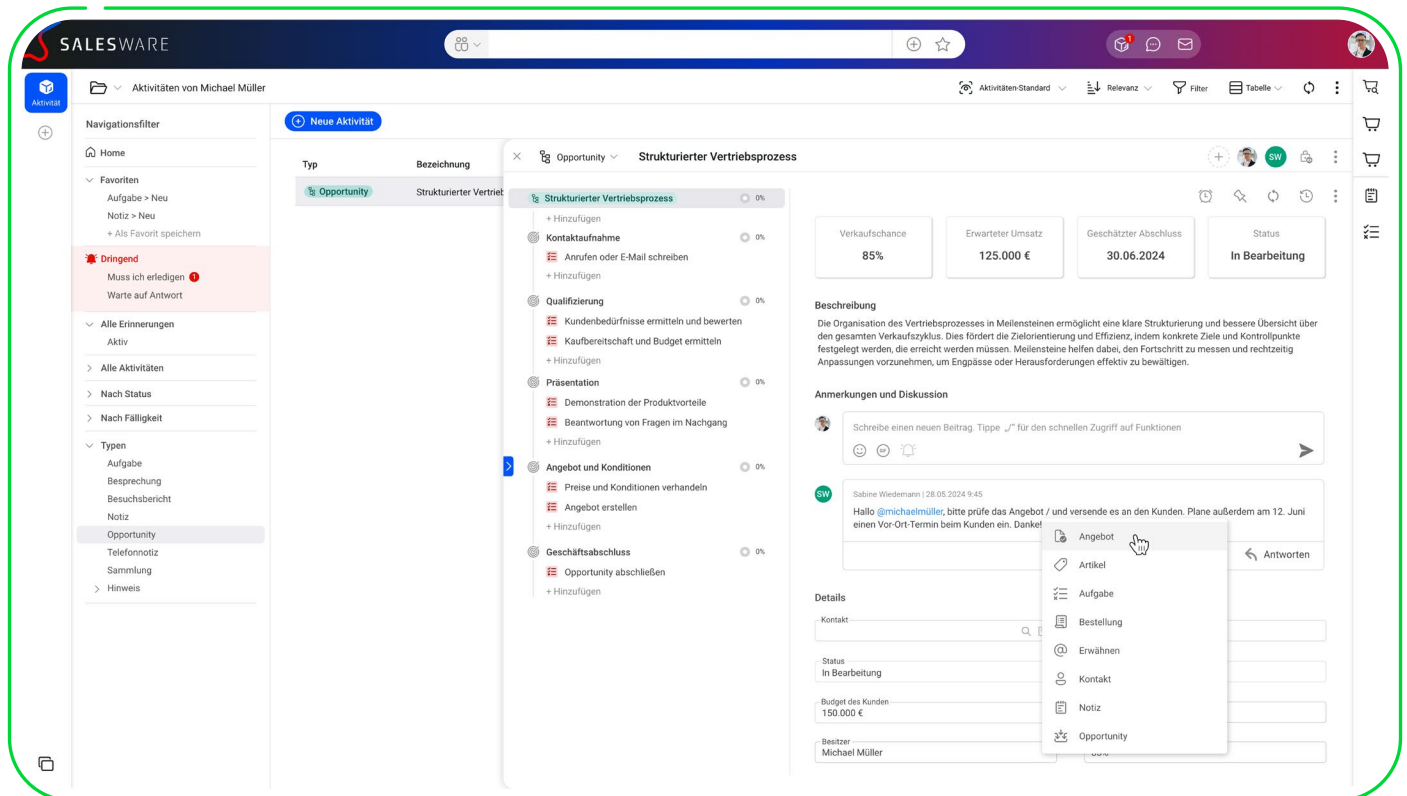 SALESWARE
1
Aktivität
Aktivitäten von Michael Müller
Aktivitäten-Standard
Relevanz
Filter
Tabelle
Navigationsfilter
Home
Favoriten
Aufgabe > Neu
Notiz > Neu
+ Als Favorit speichern
Dringend
Muss ich erledigen 1
Warte auf Antwort
Alle Erinnerungen
Aktiv
Alle Aktivitäten
Nach Status
Nach Fälligkeit
Typen
Aufgabe
Besprechung
Besuchsbericht
Notiz
Opportunity
Telefonnotiz
Sammlung
Hinweis
Neue Aktivität
Typ Bezeichnung
Opportunity Strukturierter Vertrieb
Opportunity Strukturierter Vertriebsprozess
SW
Strukturierter Vertriebsprozess 0%
+ Hinzufügen
Kontaktaufnahme 0%
Anrufen oder E-Mail schreiben
+ Hinzufügen
Qualifizierung 0%
Kundenbedürfnisse ermitteln und bewerten
Kaufbereitschaft und Budget ermitteln
+ Hinzufügen
Präsentation 0%
Demonstration der Produktvorteile
Beantwortung von Fragen im Nachgang
+ Hinzufügen
Angebot und Konditionen 0%
Preise und Konditionen verhandeln
Angebot erstellen
+ Hinzufügen
Geschäftsabschluss 0%
Opportunity abschließen
+ Hinzufügen
Verkaufschance
85%
Erwarteter Umsatz
125.000 €
Geschätzter Abschluss
30.06.2024
Status
In Bearbeitung
Beschreibung
Die Organisation des Vertriebsprozesses in Meilensteinen ermöglicht eine klare Strukturierung und bessere Übersicht über
den gesamten Verkaufszyklus. Dies fördert die Zielorientierung und Effizienz, indem konkrete Ziele und Kontrollpunkte
festgelegt werden, die erreicht werden müssen. Meilensteine helfen dabei, den Fortschritt zu messen und rechtzeitig
Anpassungen vorzunehmen, um Engpässe oder Herausforderungen effektiv zu bewältigen.
Anmerkungen und Diskussion
Schreibe einen neuen Beitrag. Tippe „/“ für den schnellen Zugriff auf Funktionen
GIF
SW
Sabine Wiedemann | 28.05.2024 9:45
Hallo @michaelmüller, bitte prüfe das Angebot / und versende es an den Kunden. Plane außerdem am 12. Juni
einen Vor-Ort-Termin beim Kunden ein. Danke!
Antworten
Angebot
Artikel
Aufgabe
Bestellung
Erwähnen
Kontakt
Notiz
Opportunity
Details
Kontakt
Status
In Bearbeitung
Budget des Kunden
150.000 €
Besitzer
Michael Müller